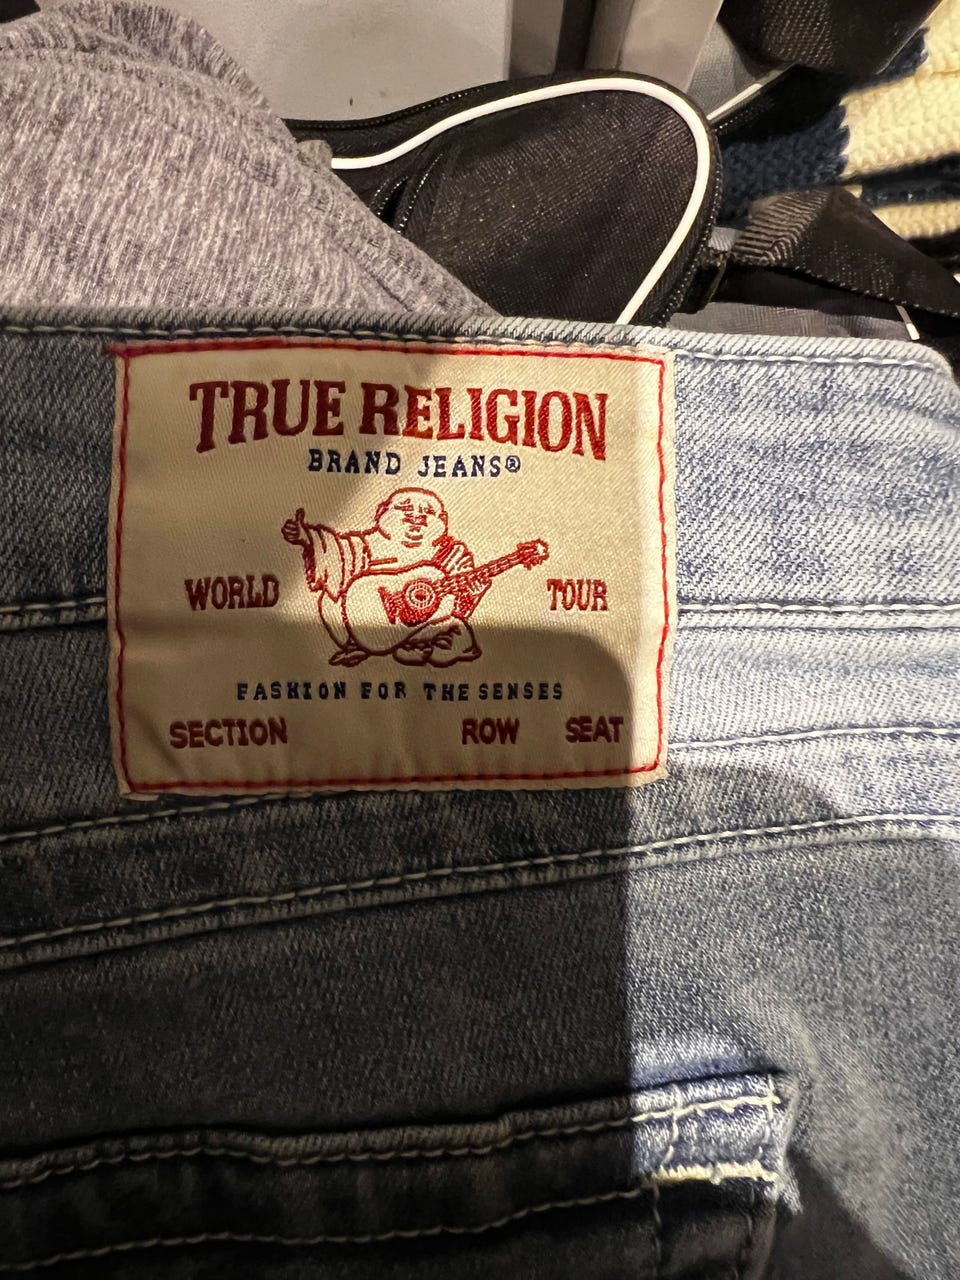 TRUE RELIGION
BRAND JEANS®
WORLD TOUR
FASHION FOR THE SENSES
SECTION ROW SEAT